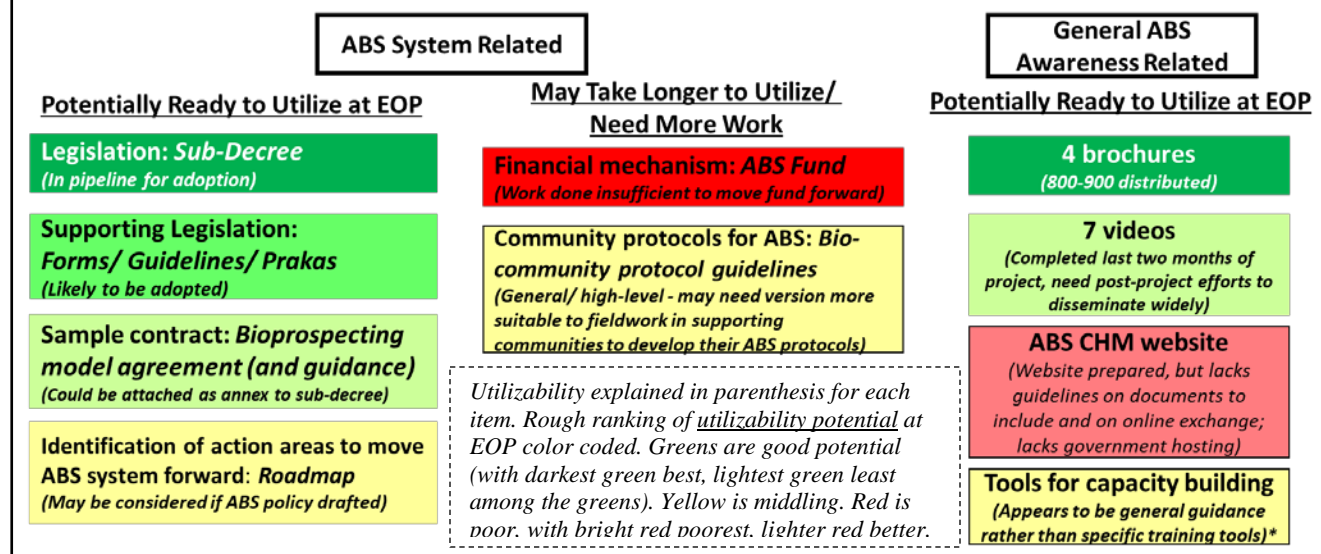 ABS System Related
Potentially Ready to Utilize at EOP
Legislation: Sub-Decree
(In pipeline for adoption)
Supporting Legislation:
Forms/ Guidelines/ Prakas
(Likely to be adopted)
Sample contract: Bioprospecting
model agreement (and guidance)
(Could be attached as annex to sub-decree)
Identification of action areas to move
ABS system forward: Roadmap
(May be considered if ABS policy drafted)
May Take Longer to Utilize/
Need More Work
Financial mechanism: ABS Fund
(Work done insufficient to move fund forward)
Community protocols for ABS: Bio-
community protocol guidelines
(General/ high-level - may need version more
suitable to fieldwork in supporting
communities to develop their ABS protocols)
Utilizability explained in parenthesis for each
item. Rough ranking of utilizability potential at
EOP color coded. Greens are good potential
(with darkest green best, lightest green least
among the greens). Yellow is middling. Red is
poor, with bright red poorest, lighter red better.
General ABS
Awareness Related
Potentially Ready to Utilize at EOP
4 brochures
(800-900 distributed)
7 videos
(Completed last two months of
project, need post-project efforts to
disseminate widely)
ABS CHM website
(Website prepared, but lacks
guidelines on documents to
include and on online exchange;
lacks government hosting)
Tools for capacity building
(Appears to be general guidance
rather than specific training tools)*